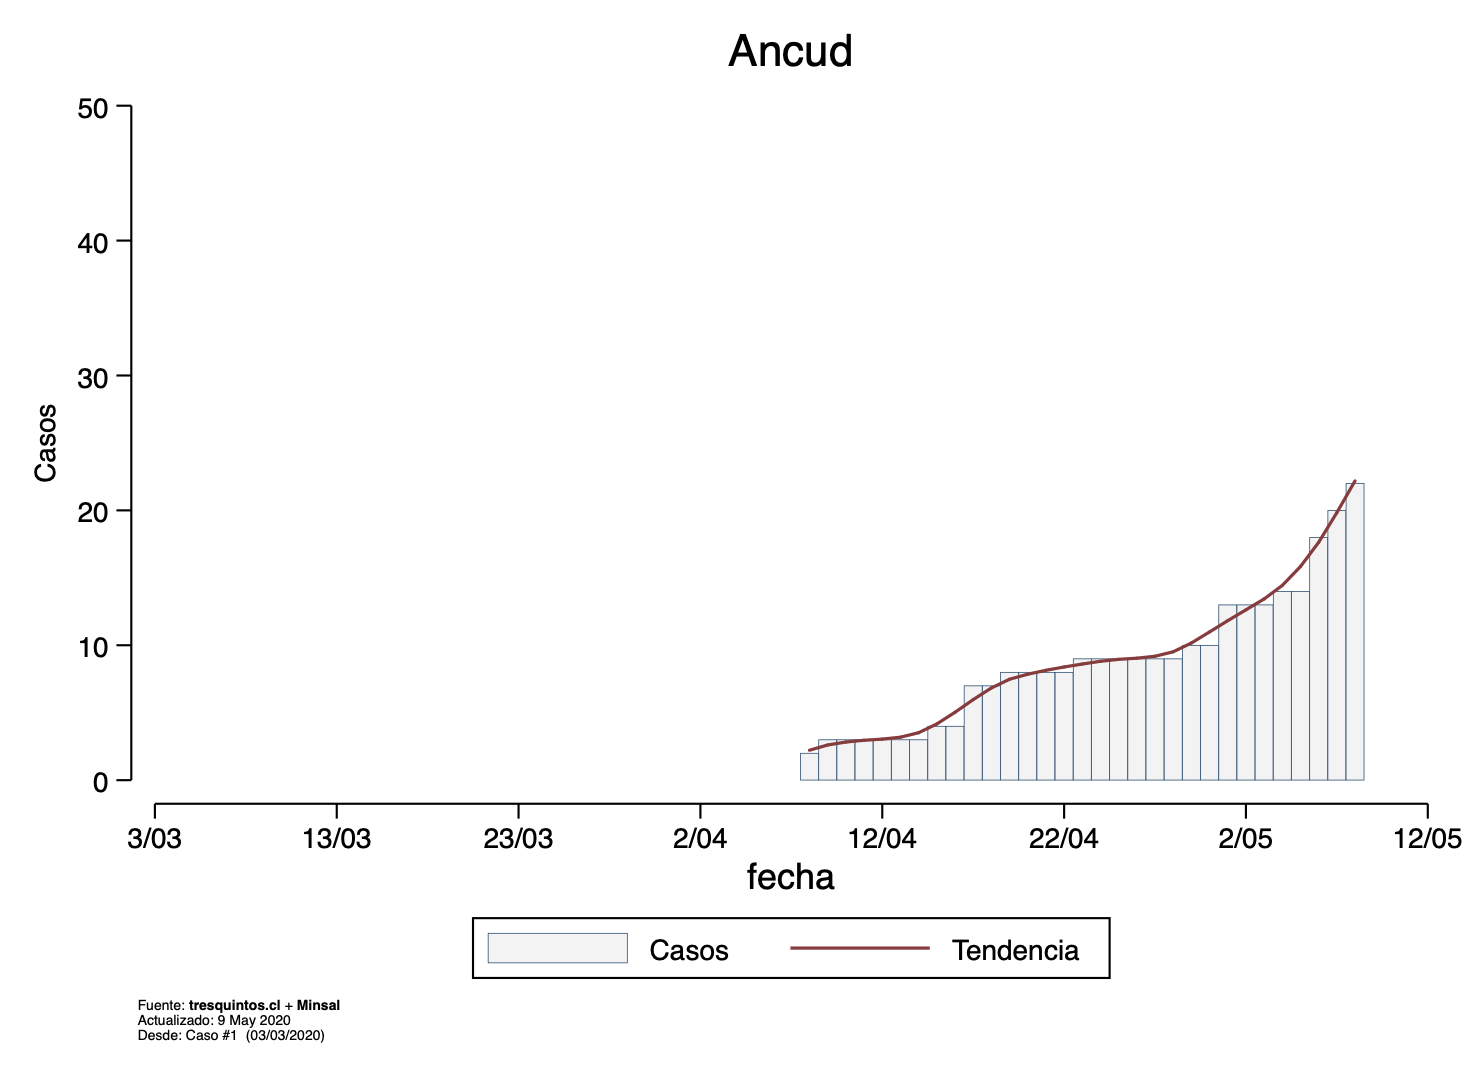 Ancud
50
40
30
20
10
0
Casos
3/03 13/03 23/03 2/04 12/04 22/04 2/05 12/05
fecha
Casos Tendencia
Fuente: tresquintos.cl + Minsal
Actualizado: 9 May 2020
Desde: Caso #1 (03/03/2020)